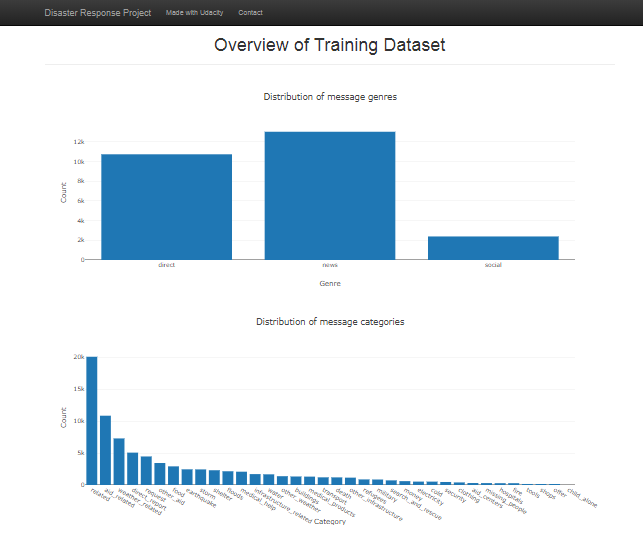 Disaster Response Project Made with Udacity Contact
Overview of Training Dataset
Distribution of message genres
12k
10k
8k
6k
4k
2k
0
Count
direct news social
Genre
Distribution of message categories
20k
15k
10k
5k
0
Count
related
aid_related
weather_related
direct_report
request
other_aid
food
earthquake
storm
shelter
floods
medical_help
infrastructure_related
water
other_weather
buildings
medical_products
transport
death
other_infrastructure
refugees
military
search_and_rescue
money
electricity
cold
security
clothing
aid_centers
missing_people
hospitals
fire
tools
shops
offer
child_alone
Category